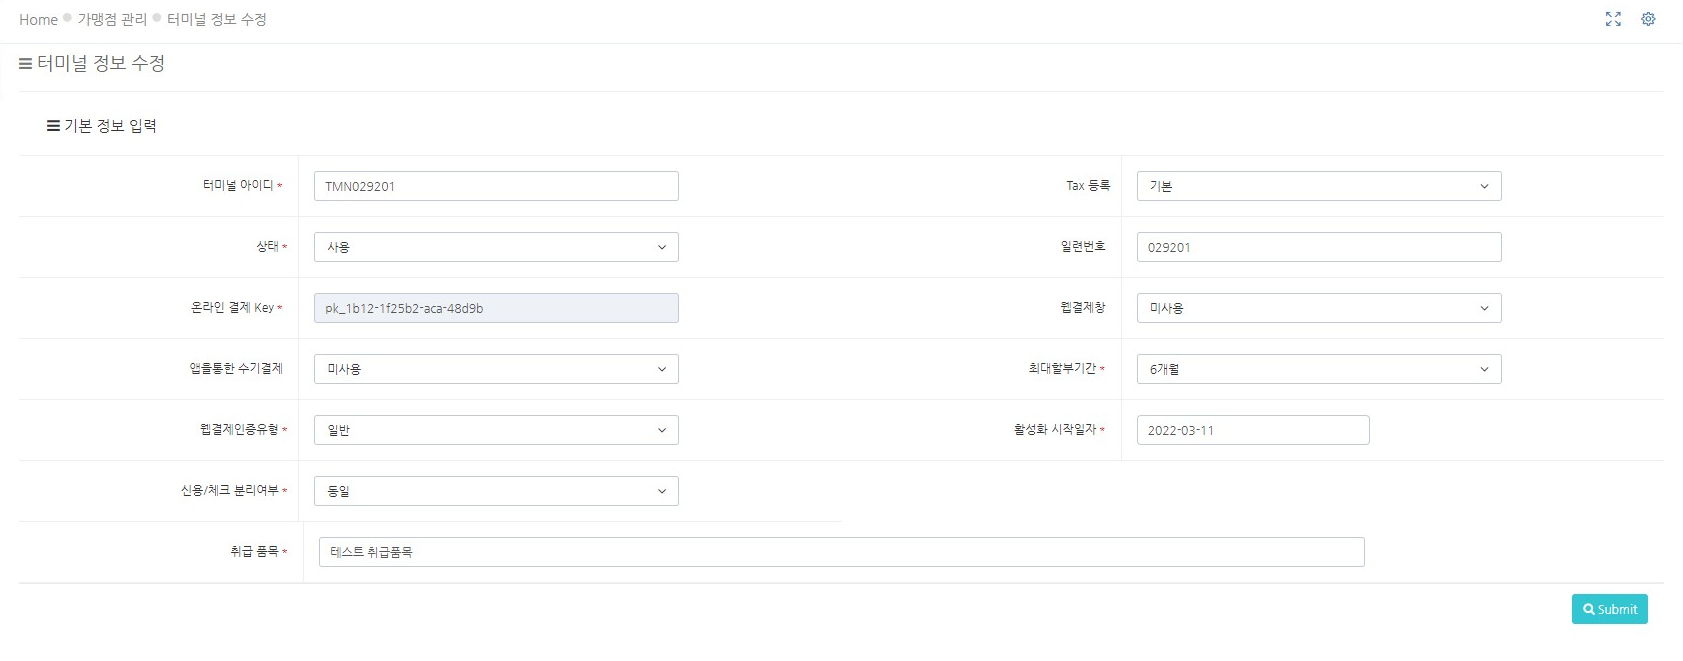 Home 가맹점 관리 터미널 정보 수정
터미널 정보 수정
기본 정보 입력
터미널 아이디 * TMN029201 Tax 등록 기본
상태 * 사용 일련번호 029201
온라인 결제 Key * pk_1b12-1f25b2-aca-48d9b 웹결제창 미사용
앱을통한 수기결제 미사용 최대할부기간 * 6개월
웹결제인증유형 * 일반 활성화 시작일자 * 2022-03-11
신용/체크 분리여부 * 동일
취급 품목 * 테스트 취급품목
Submit